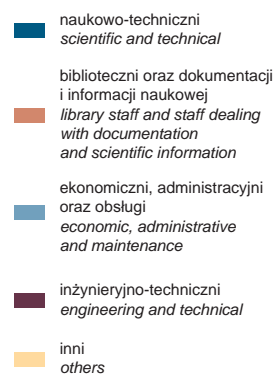 naukowo-techniczni
scientific and technical
biblioteczni oraz dokumentacji
i informacji naukowej
library staff and staff dealing
with documentation
and scientific information
ekonomiczni, administracyjni
oraz obsługi
economic, administrative
and maintenance
inżynieryjno-techniczni
engineering and technical
inni
others